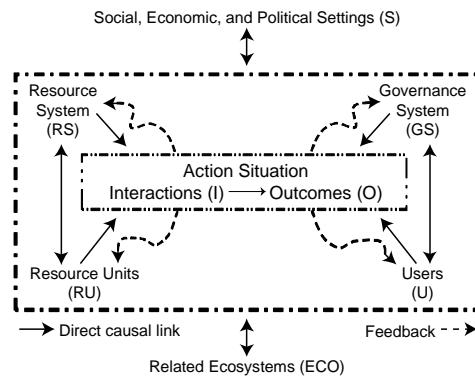 Social, Economic, and Political Settings (S)
Resource
System
(RS)
Governance
System
(GS)
Action Situation
Interactions (I) Outcomes (O)
Resource Units
(RU)
Users
(U)
Direct causal link
Feedback
Related Ecosystems (ECO)